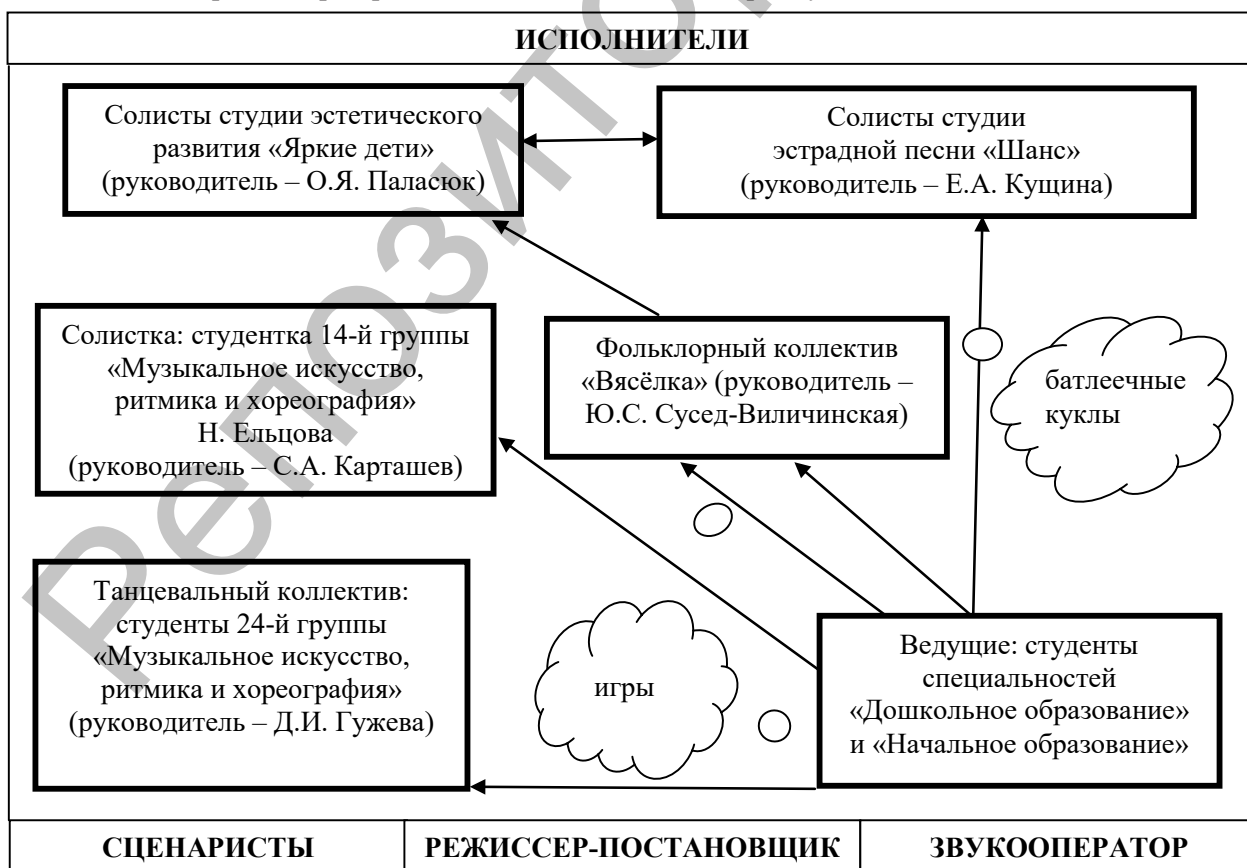 ИСПОЛНИТЕЛИ
Солисты студии эстетического
развития «Яркие дети»
(руководитель – О.Я. Паласюк)
Солисты студии
эстрадной песни «Шанс»
(руководитель – Е.А. Кущина)
Солистка: студентка 14-й группы
«Музыкальное искусство,
ритмика и хореография»
Н. Ельцова
(руководитель – С.А. Карташев)
Фольклорный коллектив
«Вясёлка» (руководитель –
Ю.С. Сусед-Виличинская)
батлеечные
куклы
Танцевальный коллектив:
студенты 24-й группы
«Музыкальное искусство,
ритмика и хореография»
(руководитель – Д.И. Гужева)
игры
Ведущие: студенты
специальностей
«Дошкольное образование»
и «Начальное образование»
СЦЕНАРИСТЫ
РЕЖИССЕР-ПОСТАНОВЩИК
ЗВУКООПЕРАТОР